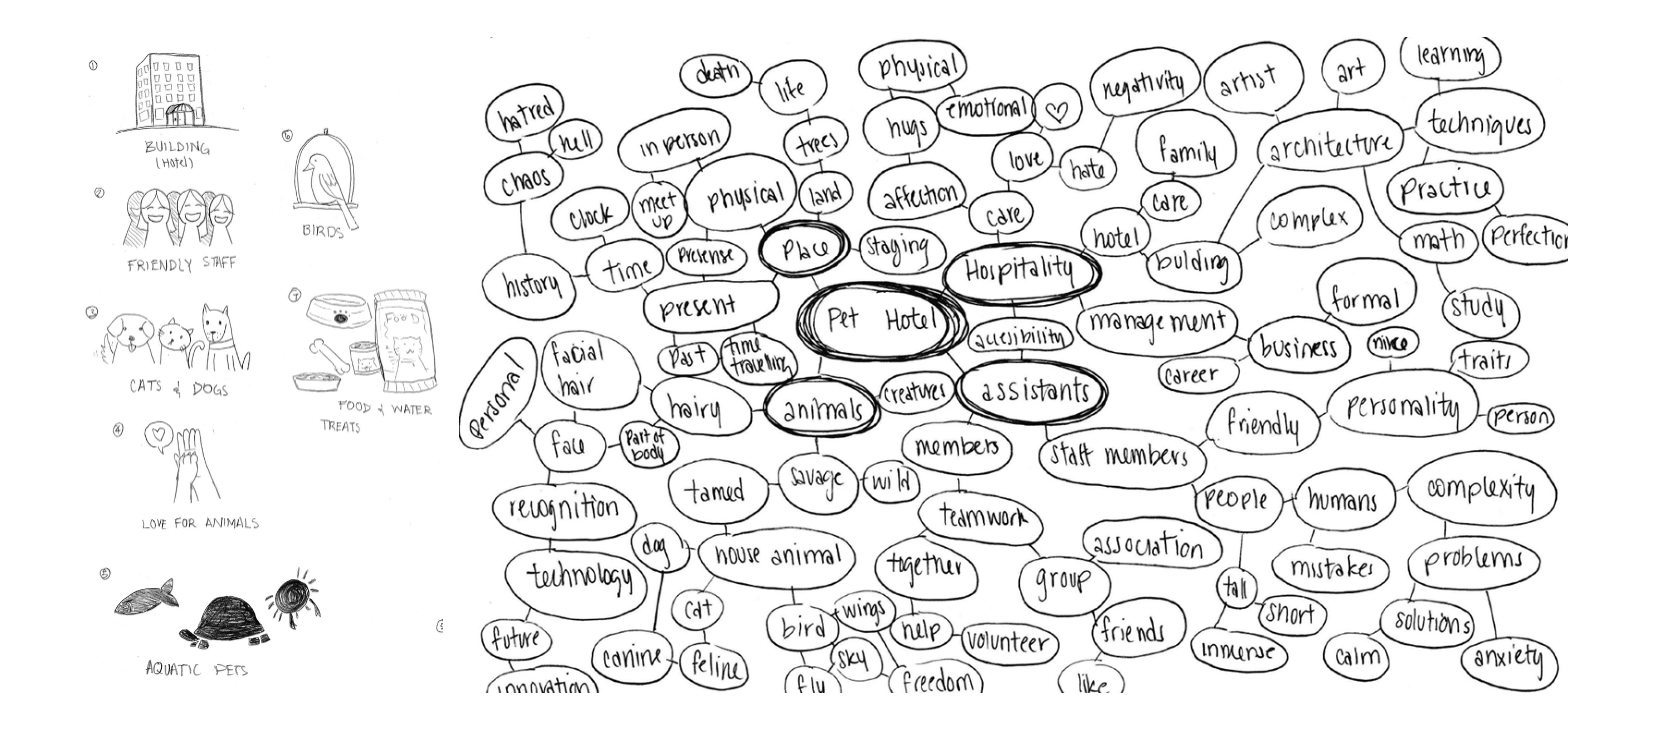 1
BUILDING
(Hotel)
2
FRIENDLY STAFF
3
CATS & DOGS
4
LOVE FOR ANIMALS
5
AQUATIC PETS
6
BIRDS
7
FOOD
FOOD & WATER
TREATS
death
life
trees
land
physical
hugs
emotional
affection
love
hate
negativity
care
artist
art
learning
techniques
architecture
practice
math
perfection
study
family
care
hotel
bulding
complex
hatred
hell
chaos
history
clock
time
in person
meet
up
physical
presense
Place
staging
present
past
time
travelling
Pet Hotel
Hospitality
accesibility
management
business
formal
career
nike
traits
personality
person
friendly
assistants
staff members
members
creatures
animals
hairy
facial
hair
Personal
face
part of
body
savage
wild
tamed
recognition
technology
future
innovation
dog
house animal
cat
canine
feline
bird
wings
sky
fly
freedom
teamwork
together
help
volunteer
group
association
friends
like
people
humans
complexity
mistakes
problems
tall
short
inmense
solutions
calm
anxiety